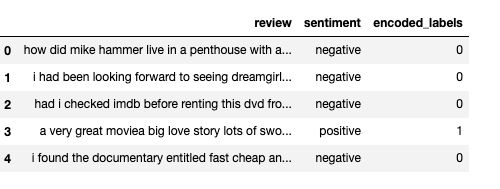 review sentiment encoded_labels
0 how did mike hammer live in a penthouse with a... negative 0
1 i had been looking forward to seeing dreamgirl... negative 0
2 had i checked imdb before renting this dvd fro... negative 0
3 a very great moviea big love story lots of swo... positive 1
4 i found the documentary entitled fast cheap an... negative 0